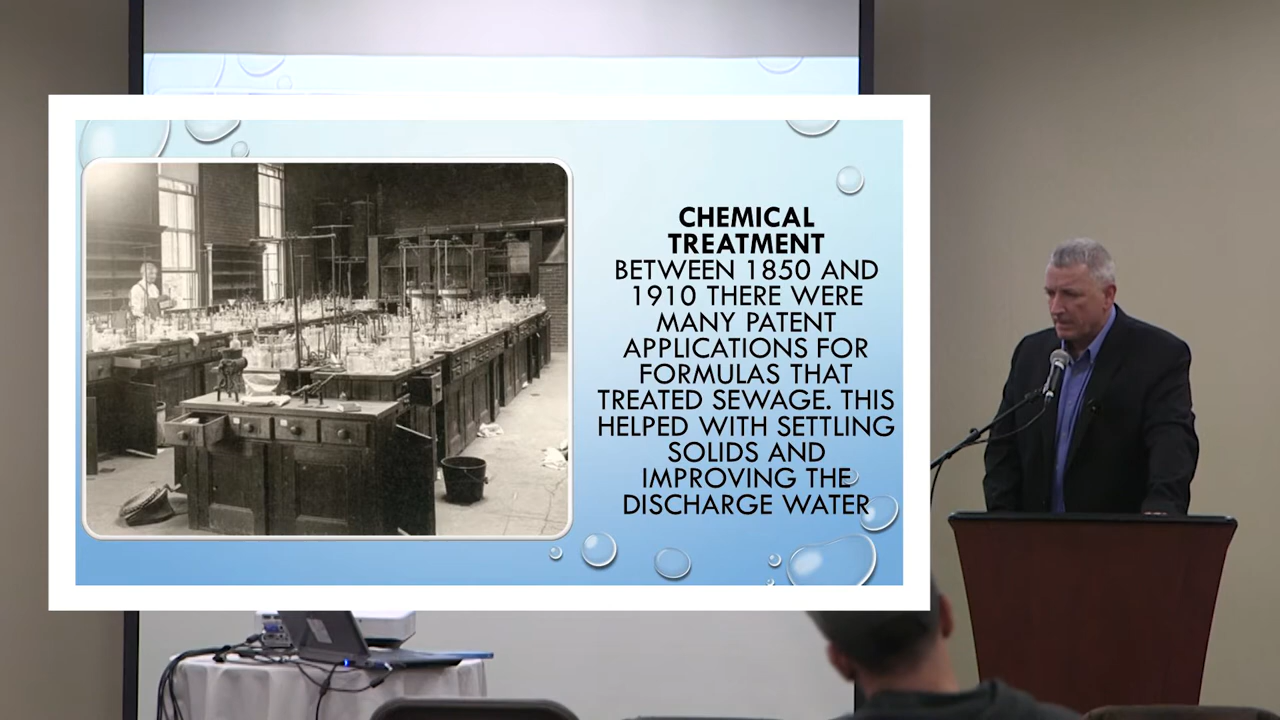 CHEMICAL
TREATMENT
BETWEEN 1850 AND
1910 THERE WERE
MANY PATENT
APPLICATIONS FOR
FORMULAS THAT
TREATED SEWAGE. THIS
HELPED WITH SETTLING
SOLIDS AND
IMPROVING THE
DISCHARGE WATER